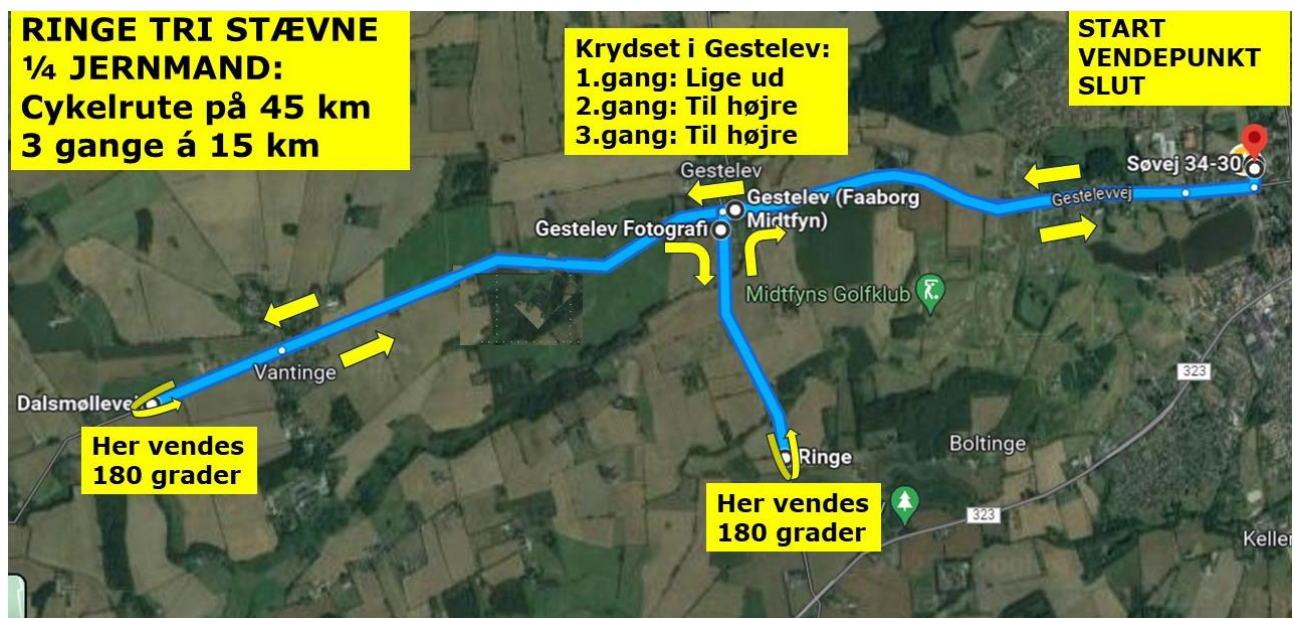 RINGE TRI STÆVNE
¼ JERNMAND:
Cykelrute på 45 km
3 gange á 15 km
Krydset i Gestelev:
1.gang: Lige ud
2.gang: Til højre
3.gang: Til højre
START
VENDEPUNKT
SLUT
Søvej 34-30
Gestelev
Gestelevvej
Gestelev (Faaborg
Midtfyn)
Gestelev Fotografi
Midtfyns Golfklub
Vantinge
323
Dalsmøllevej
Her vendes
180 grader
Ringe
Boltinge
Her vendes
180 grader
323
Keller